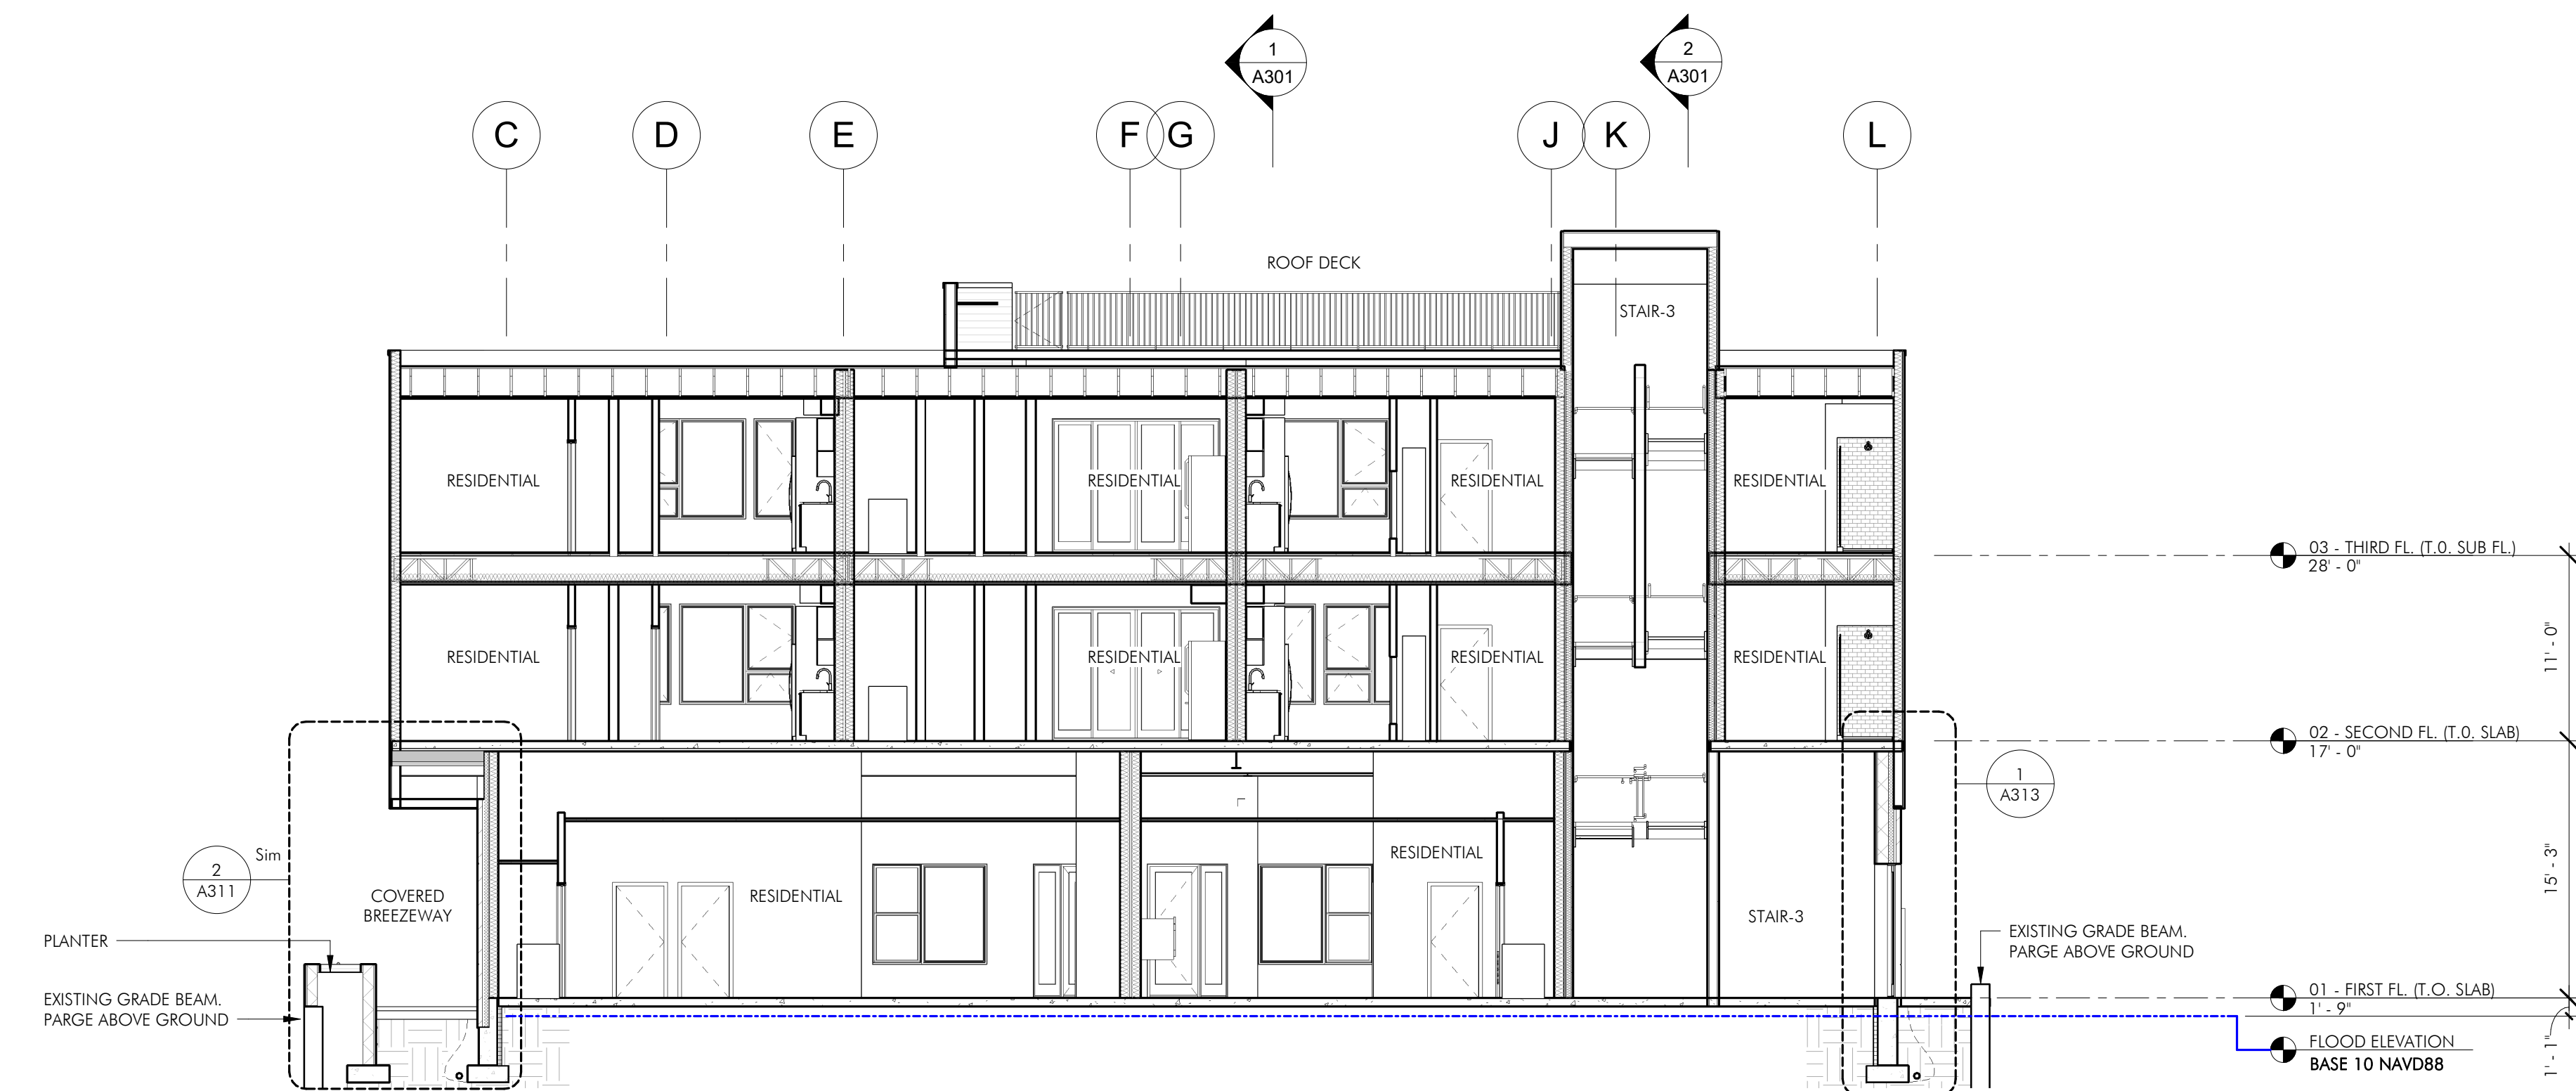 1
A301
2
A301
C
D
E
F
G
J
K
L
ROOF DECK
STAIR-3
RESIDENTIAL
RESIDENTIAL
RESIDENTIAL
RESIDENTIAL
03 - THIRD FL. (T.0. SUB FL.)
28' - 0"
11' - 0"
RESIDENTIAL
RESIDENTIAL
RESIDENTIAL
RESIDENTIAL
02 - SECOND FL. (T.0. SLAB)
17' - 0"
1
A313
15' - 3"
2
A311
Sim
COVERED
BREEZEWAY
RESIDENTIAL
RESIDENTIAL
STAIR-3
PLANTER
EXISTING GRADE BEAM.
PARGE ABOVE GROUND
EXISTING GRADE BEAM.
PARGE ABOVE GROUND
01 - FIRST FL. (T.O. SLAB)
1' - 9"
FLOOD ELEVATION
BASE 10 NAVD88
1' - 1"